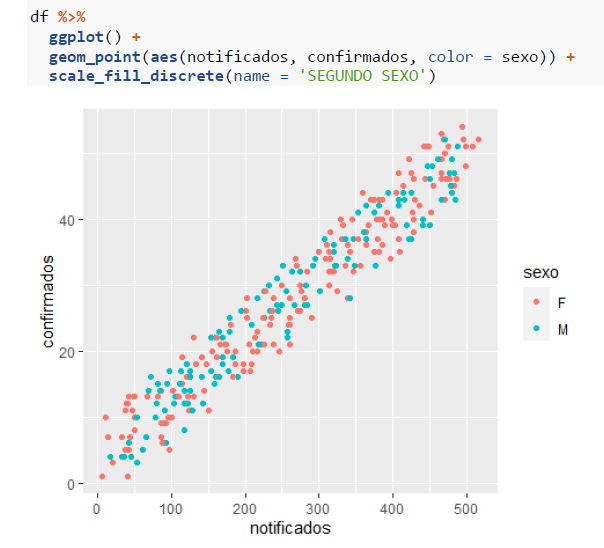 df %>%
ggplot() +
geom_point(aes(notificados, confirmados, color = sexo)) +
scale_fill_discrete(name = 'SEGUNDO SEXO')
confirmados
40
20
0
0 100 200 300 400 500
notificados
sexo
F
M